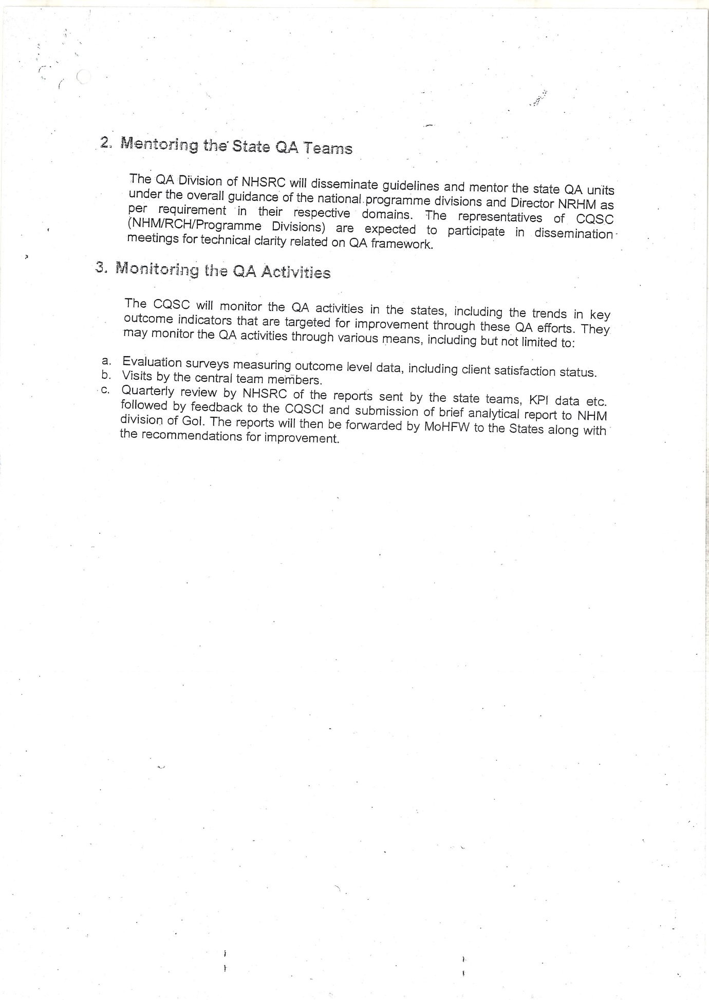 2. Mentoring the State QA Teams
The QA Division of NHSRC will disseminate guidelines and mentor the state QA units
under the overall guidance of the national programme divisions and Director NRHM as
per requirement in their respective domains. The representatives of CQSC
(NHM/RCH/Programme Divisions) are expected to participate in dissemination
meetings for technical clarity related on QA framework.
3. Monitoring the QA Activities
The CQSC will monitor the QA activities in the states, including the trends in key
outcome indicators that are targeted for improvement through these QA efforts. They
may monitor the QA activities through various means, including but not limited to:
a. Evaluation surveys measuring outcome level data, including client satisfaction status.
b. Visits by the central team members.
c. Quarterly review by NHSRC of the reports sent by the state teams, KPI data etc.
followed by feedback to the CQSCI and submission of brief analytical report to NHM
division of GoI. The reports will then be forwarded by MoHFW to the States along with
the recommendations for improvement.